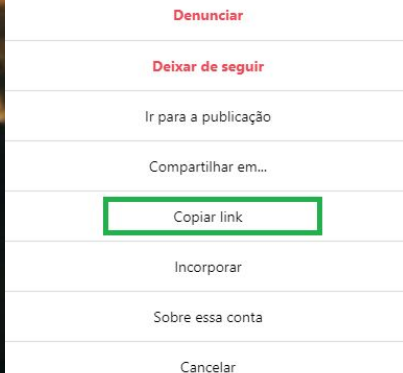 Denunciar
Deixar de seguir
Ir para a publicação
Compartilhar em...
Copiar link
Incorporar
Sobre essa conta
Cancelar